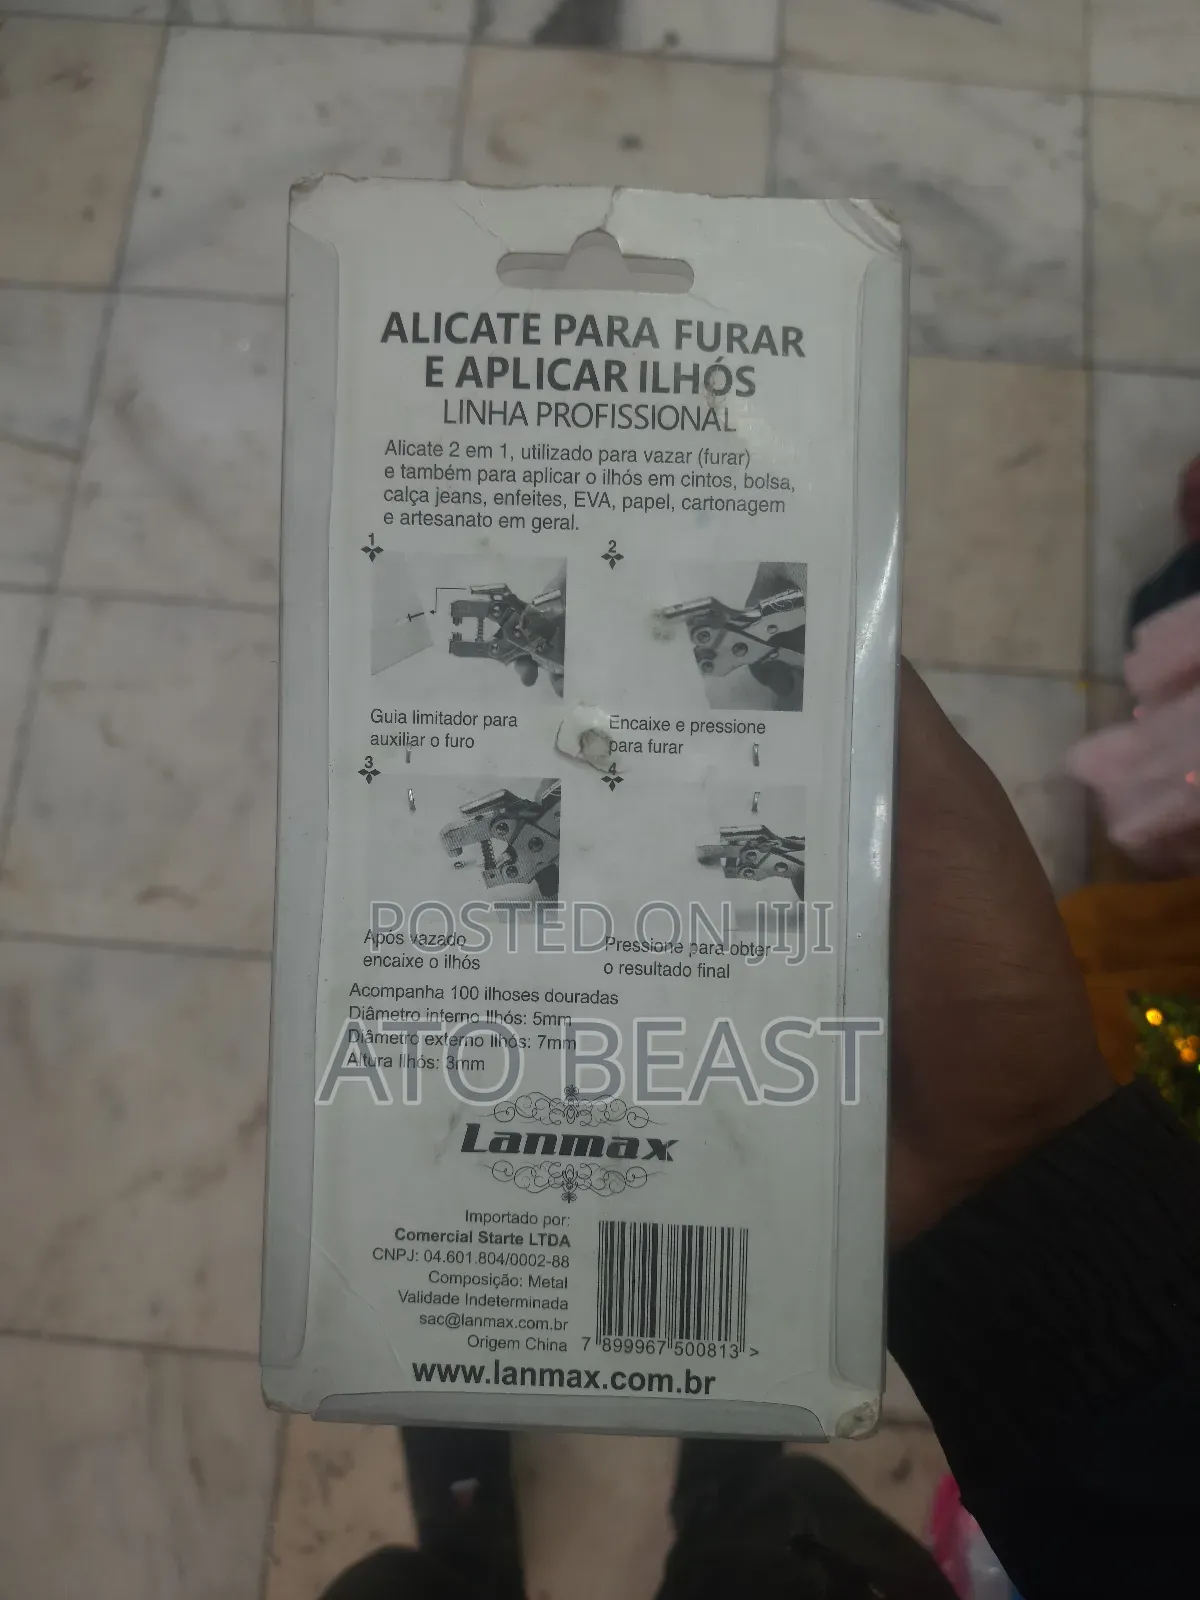 ALICATE PARA FURAR
E APLICAR ILHÓS
LINHA PROFISSIONAL
Alicate 2 em 1, utilizado para vazar (furar)
e também para aplicar o ilhós em cintos, bolsa,
calça jeans, enfeites, EVA, papel, cartonagem
e artesanato em geral.
1
2
Guia limitador para
auxiliar o furo
Encaixe e pressione
para furar
3
4
POSTED ON JIJI
Após vazado
encaixe o ilhós
Pressione para obter
o resultado final
Acompanha 100 ilhoses douradas
Diâmetro interno Ilhós: 5mm
Diâmetro externo Ilhós: 7mm
Altura Ilhós: 3mm
ATO BEAST
Lanmax
Importado por:
Comercial Starte LTDA
CNPJ: 04.601.804/0002-88
Composição: Metal
Validade Indeterminada
sac@lanmax.com.br
Origem China
7 899967 500813 >
www.lanmax.com.br